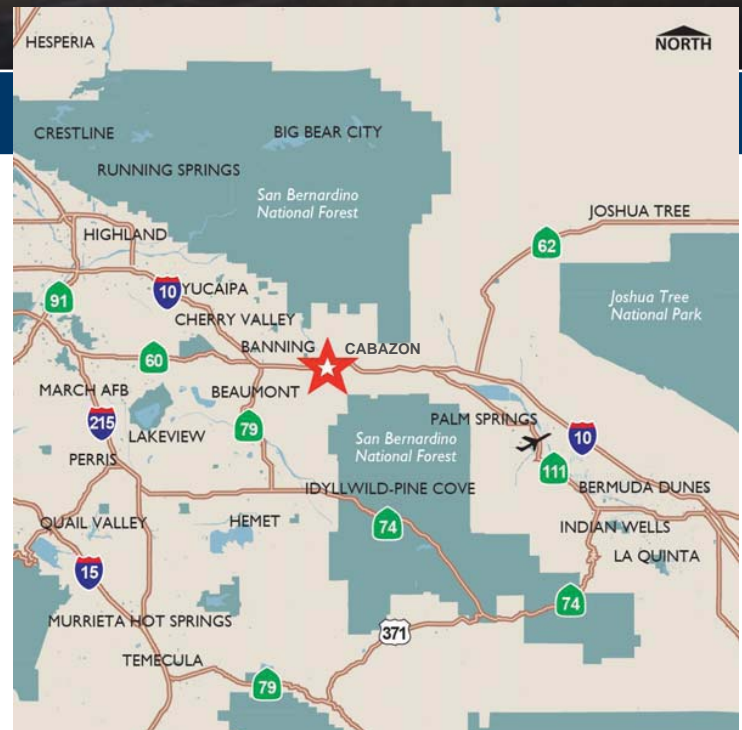 HESPERIA
NORTH
CRESTLINE
BIG BEAR CITY
RUNNING SPRINGS
San Bernardino
National Forest
JOSHUA TREE
HIGHLAND
62
10
YUCAIPA
91
Joshua Tree
National Park
CHERRY VALLEY
BANNING
CABAZON
60
MARCH AFB
BEAUMONT
215
LAKEVIEW
79
San Bernardino
National Forest
PALM SPRINGS
10
PERRIS
111
IDYLLWILD-PINE COVE
BERMUDA DUNES
QUAIL VALLEY
HEMET
74
INDIAN WELLS
LA QUINTA
15
74
MURRIETA HOT SPRINGS
371
TEMECULA
79